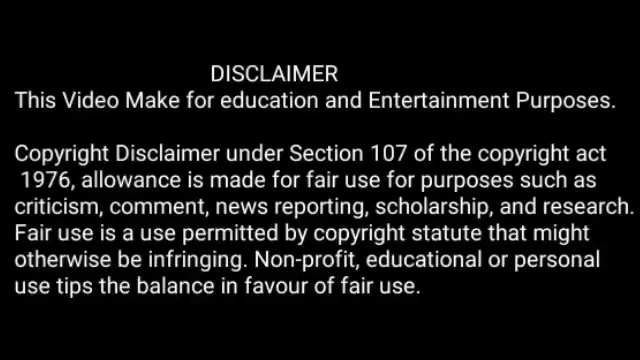 DISCLAIMER
This Video Make for education and Entertainment Purposes.
Copyright Disclaimer under Section 107 of the copyright act
1976, allowance is made for fair use for purposes such as
criticism, comment, news reporting, scholarship, and research.
Fair use is a use permitted by copyright statute that might
otherwise be infringing. Non-profit, educational or personal
use tips the balance in favour of fair use.